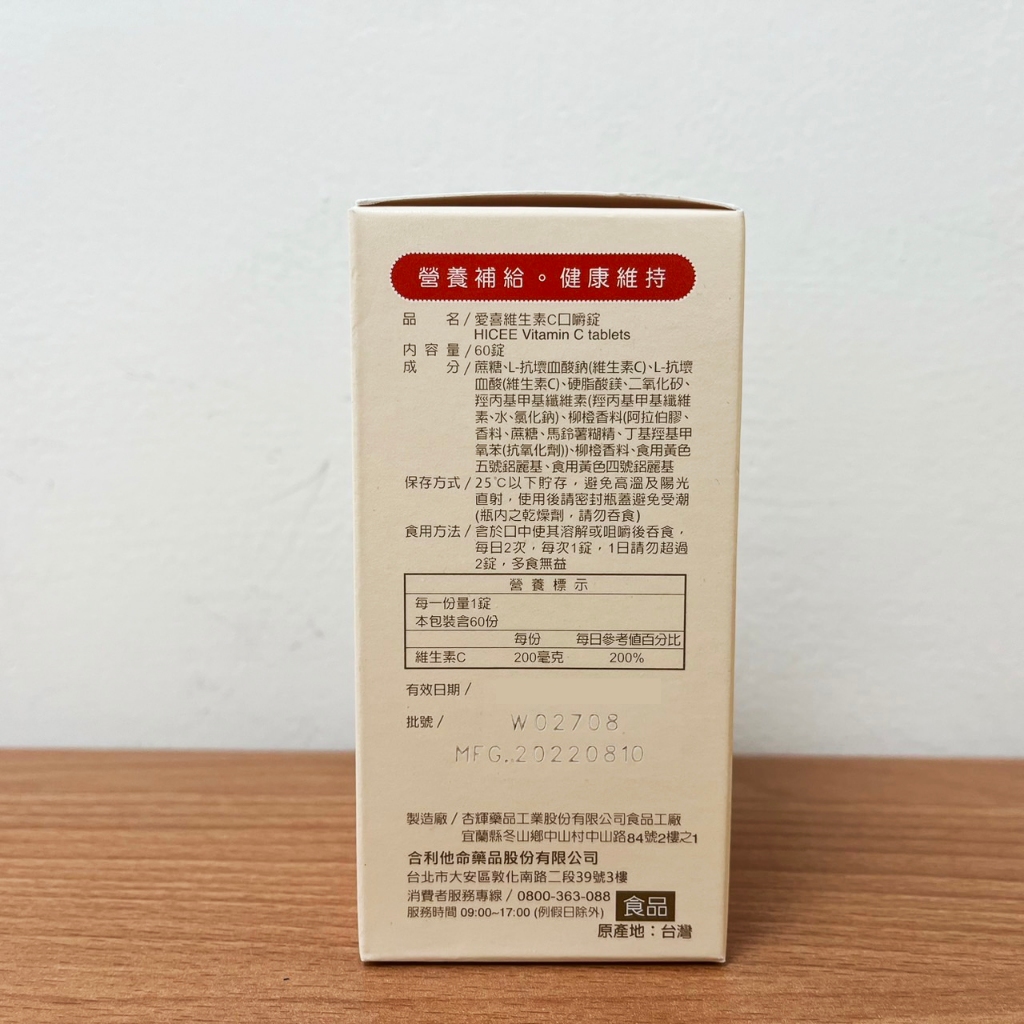 營養補給。健康維持
品名/愛喜維生素C口嚼錠
HICEE Vitamin C tablets
內容量/60錠
成分/蔗糖、L-抗壞血酸鈉(維生素C)、L-抗壞
血酸(維生素C)、硬脂酸鎂、二氧化矽、
羥丙基甲基纖維素(羥丙基甲基纖維
素、水、氯化鈉)、柳橙香料(阿拉伯膠、
香料、蔗糖、馬鈴薯糊精、丁基羥基甲
氧苯(抗氧化劑))、柳橙香料、食用黃色
五號鋁麗基、食用黃色四號鋁麗基
保存方式/25℃以下貯存，避免高溫及陽光
直射，使用後請密封瓶蓋避免受潮
(瓶內之乾燥劑，請勿吞食)
食用方法/含於口中使其溶解或咀嚼後吞食，
每日2次，每次1錠，1日請勿超過
2錠，多食無益
營養標示
每一份量1錠
本包裝含60份
每份 每日參考值百分比
維生素C 200毫克 200%
有效日期/
批號/ W02708
MFG.20220810
製造廠/杏輝藥品工業股份有限公司食品工廠
宜蘭縣冬山鄉中山村中山路84號2樓之1
合利他命藥品股份有限公司
台北市大安區敦化南路二段39號3樓
消費者服務專線/0800-363-088
服務時間 09:00~17:00 (例假日除外)
食品
原產地：台灣